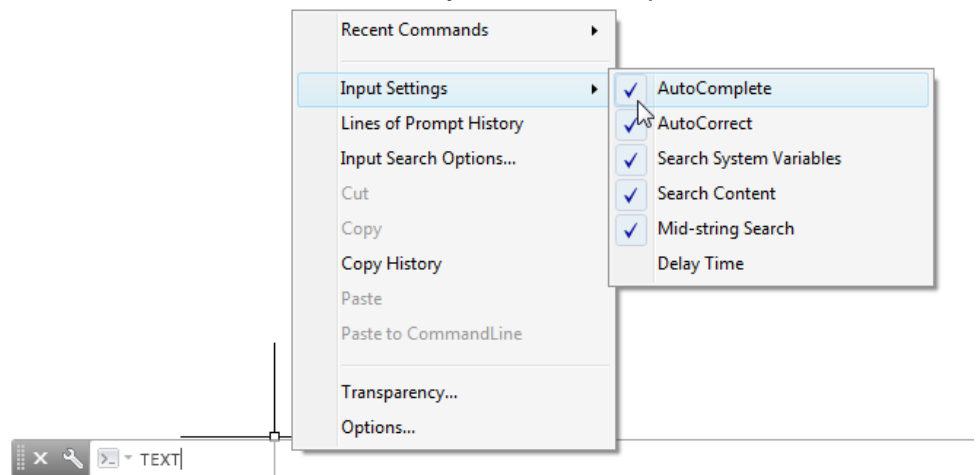 Recent Commands
Input Settings
AutoComplete
Lines of Prompt History
AutoCorrect
Input Search Options...
Search System Variables
Cut
Search Content
Copy
Mid-string Search
Copy History
Delay Time
Paste
Paste to CommandLine
Transparency...
Options...
TEXT